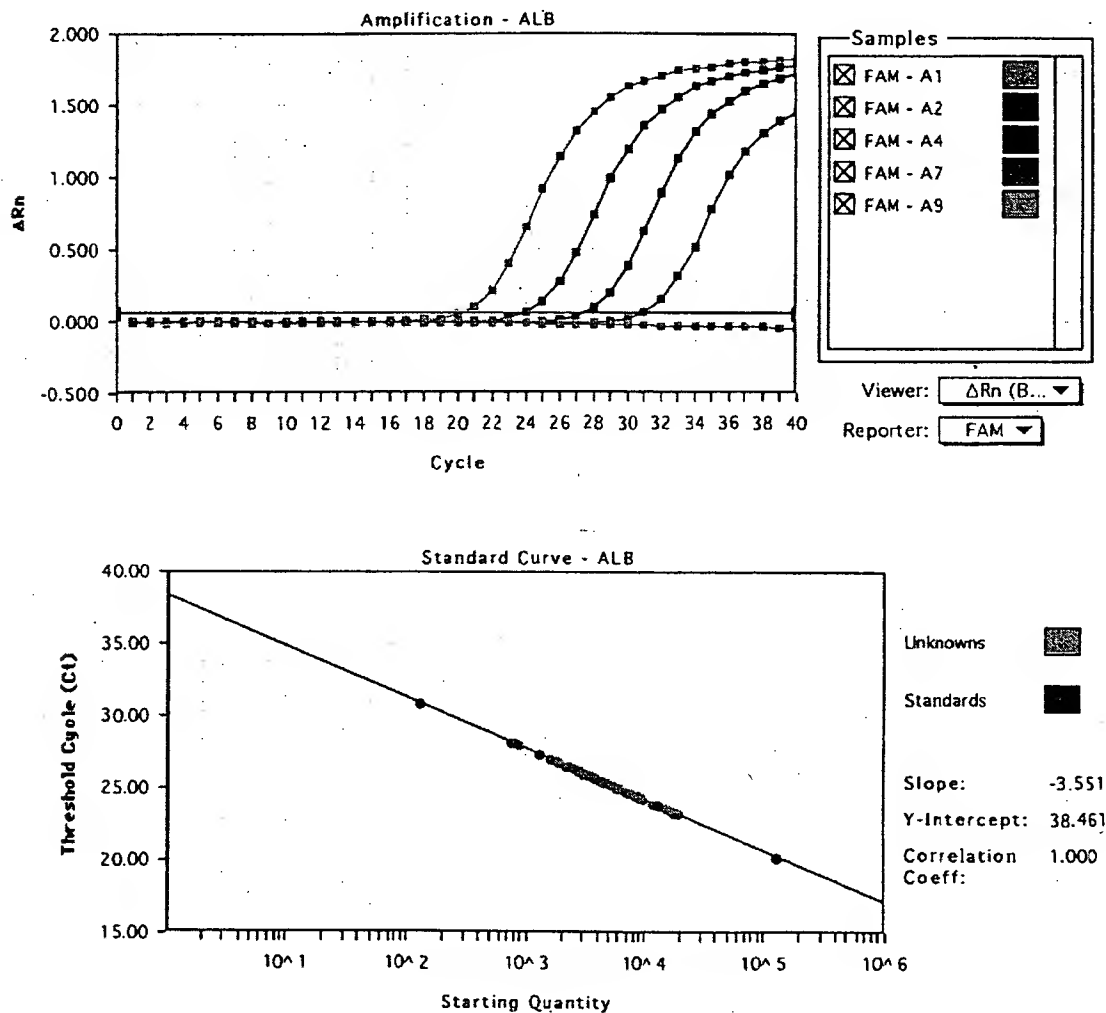 Amplification - ALB
2.000
1.500
1.000
0.500
0.000
-0.500
ΔRn
0 2 4 6 8 10 12 14 16 18 20 22 24 26 28 30 32 34 36 38 40
Cycle
Samples
FAM - A1
FAM - A2
FAM - A4
FAM - A7
FAM - A9
Viewer: ΔRn (B... ▼
Reporter: FAM ▼
Standard Curve - ALB
40.00
35.00
30.00
25.00
20.00
15.00
Threshold Cycle (Ct)
10^1 10^2 10^3 10^4 10^5 10^6
Starting Quantity
Unknowns
Standards
Slope: -3.551
Y-Intercept: 38.461
Correlation 1.000
Coeff: